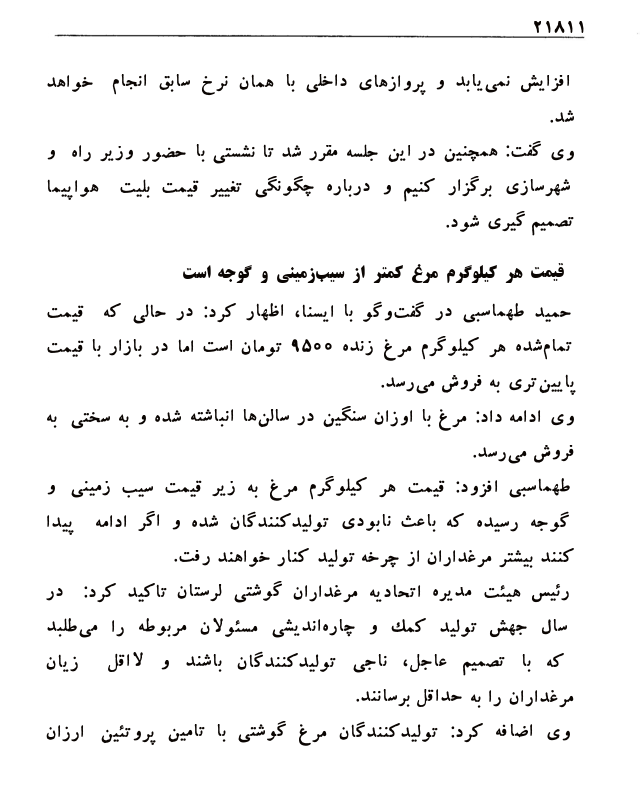 ۲۱۸۱۱
افزایش نمی‌یابد و پروازهای داخلی با همان نرخ سابق انجام خواهد
شد.
وی گفت: همچنین در این جلسه مقرر شد تا نشستی با حضور وزیر راه و
شهرسازی برگزار کنیم و درباره چگونگی تغییر قیمت بلیت هواپیما
تصمیم گیری شود.
قیمت هر کیلوگرم مرغ کمتر از سیب‌زمینی و گوجه است
حمید طهماسبی در گفت‌وگو با ایسنا، اظهار کرد: در حالی که قیمت
تمام‌شده هر کیلوگرم مرغ زنده ۹۵۰۰ تومان است اما در بازار با قیمت
پایین‌تری به فروش می‌رسد.
وی ادامه داد: مرغ با اوزان سنگین در سالن‌ها انباشته شده و به سختی به
فروش می‌رسد.
طهماسبی افزود: قیمت هر کیلوگرم مرغ به زیر قیمت سیب زمینی و
گوجه رسیده که باعث نابودی تولیدکنندگان شده و اگر ادامه پیدا
کنند بیشتر مرغداران از چرخه تولید کنار خواهند رفت.
رئیس هیئت مدیره اتحادیه مرغداران گوشتی لرستان تاکید کرد: در
سال جهش تولید کمك و چاره‌اندیشی مسئولان مربوطه را می‌طلبد
که با تصمیم عاجل، ناجی تولیدکنندگان باشند و لااقل زیان
مرغداران را به حداقل برسانند.
وی اضافه کرد: تولیدکنندگان مرغ گوشتی با تامین پروتئین ارزان